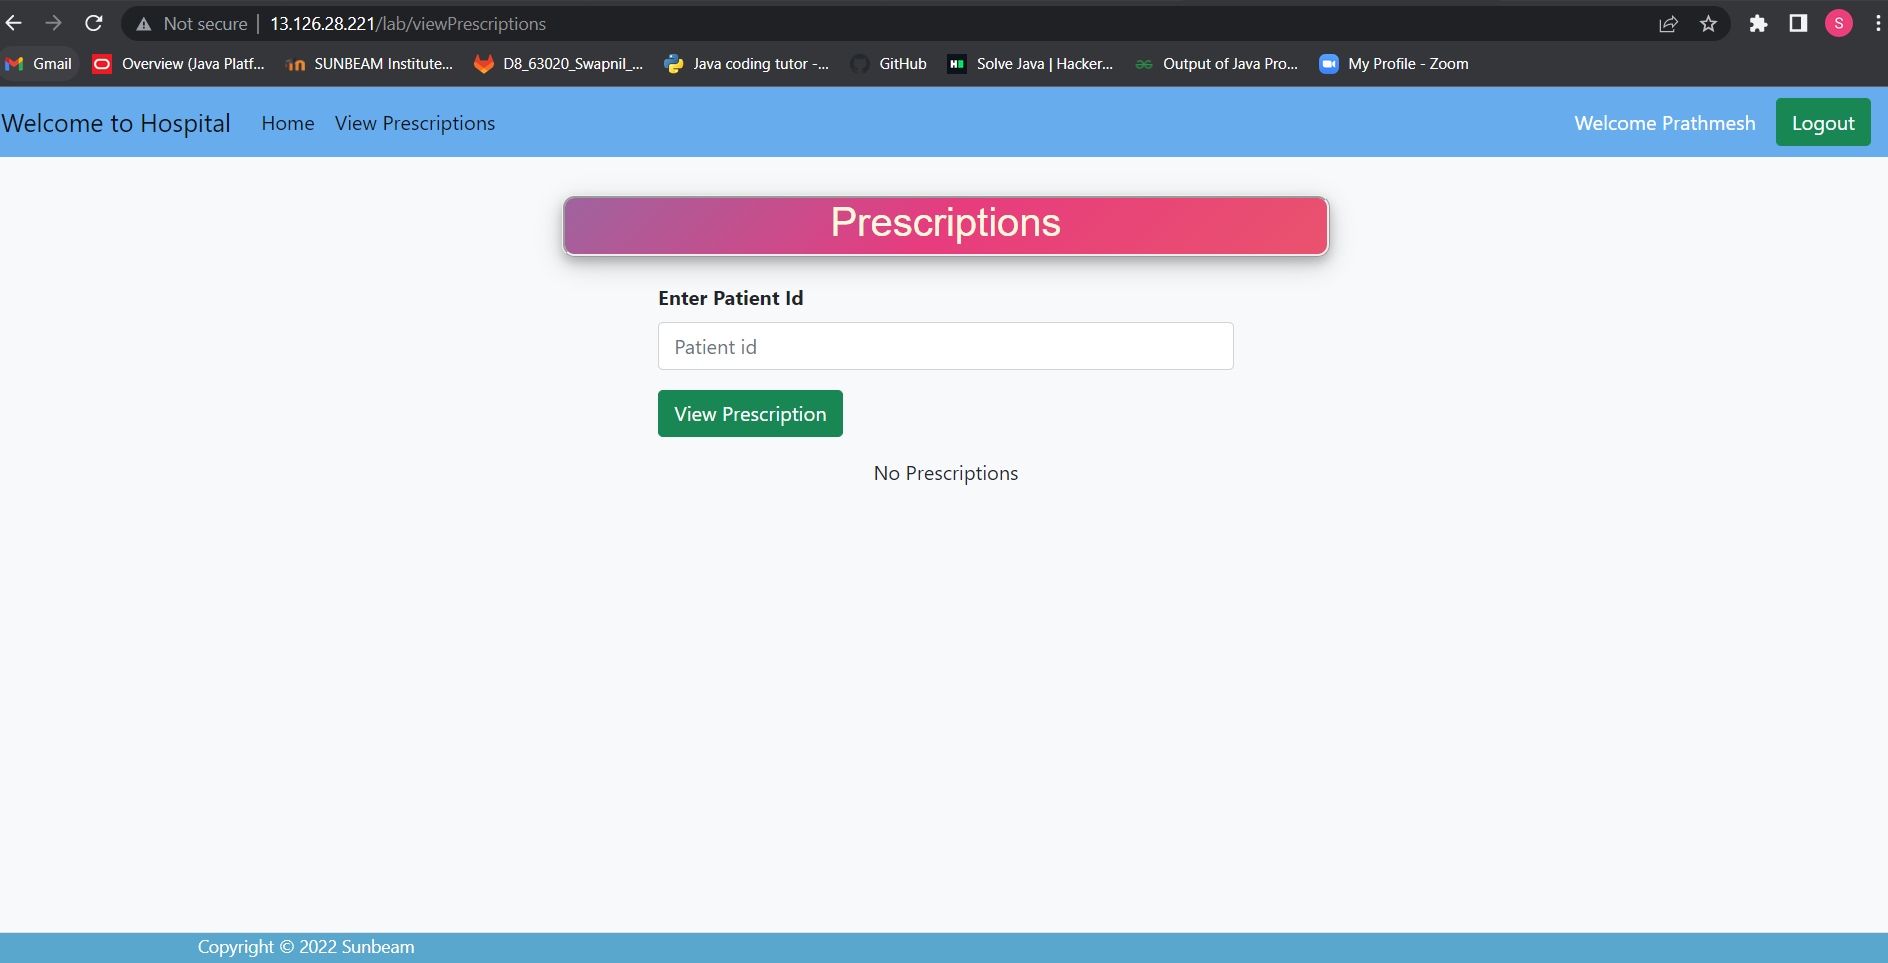 Not secure | 13.126.28.221/lab/viewPrescriptions S
Gmail Overview (Java Platf... SUNBEAM Institute... D8_63020_Swapnil_... Java coding tutor -... GitHub Solve Java | Hacker... Output of Java Pro... My Profile - Zoom
Welcome to Hospital Home View Prescriptions Welcome Prathmesh Logout
Prescriptions
Enter Patient Id
Patient id
View Prescription
No Prescriptions
Copyright © 2022 Sunbeam